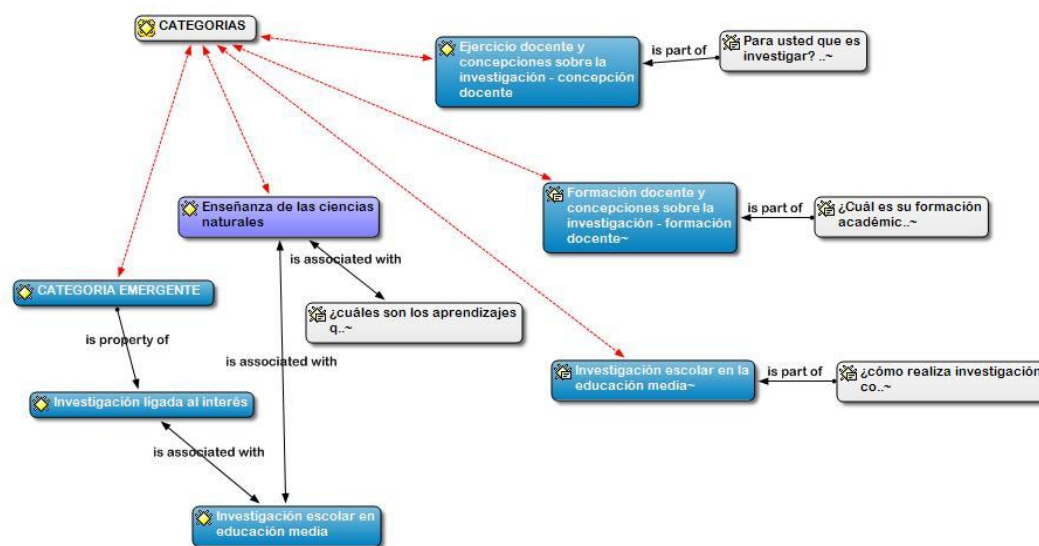 CATEGORIAS
Ejercicio docente y
concepciones sobre la
investigación - concepción
docente
is part of
Para usted que es
investigar? ..~
Enseñanza de las ciencias
naturales
Formación docente y
concepciones sobre la
investigación - formación
docente~
is part of
¿Cuál es su formación
académic..~
is associated with
CATEGORIA EMERGENTE
¿cuáles son los aprendizajes
q..~
is property of
is associated with
Investigación escolar en la
educación media~
is part of
¿cómo realiza investigación
co..~
Investigación ligada al interés
is associated with
Investigación escolar en
educación media